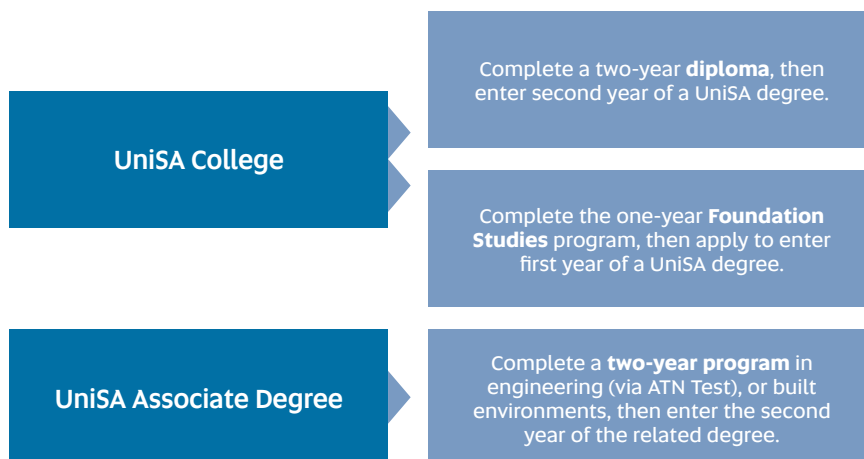 UniSA College
Complete a two-year diploma, then
enter second year of a UniSA degree.
Complete the one-year Foundation
Studies program, then apply to enter
first year of a UniSA degree.
UniSA Associate Degree
Complete a two-year program in
engineering (via ATN Test), or built
environments, then enter the second
year of the related degree.